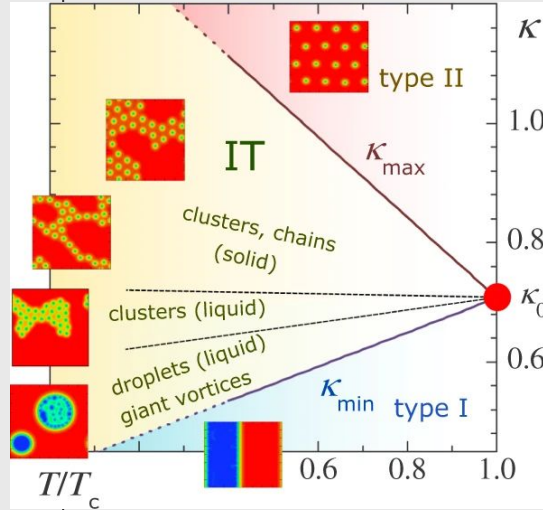 κ
type II
1.0
IT
κmax
clusters, chains
(solid)
0.8
κ0
clusters (liquid)
droplets (liquid)
giant vortices
0.6
κmin
type I
T/Tc
0.6
0.8
1.0